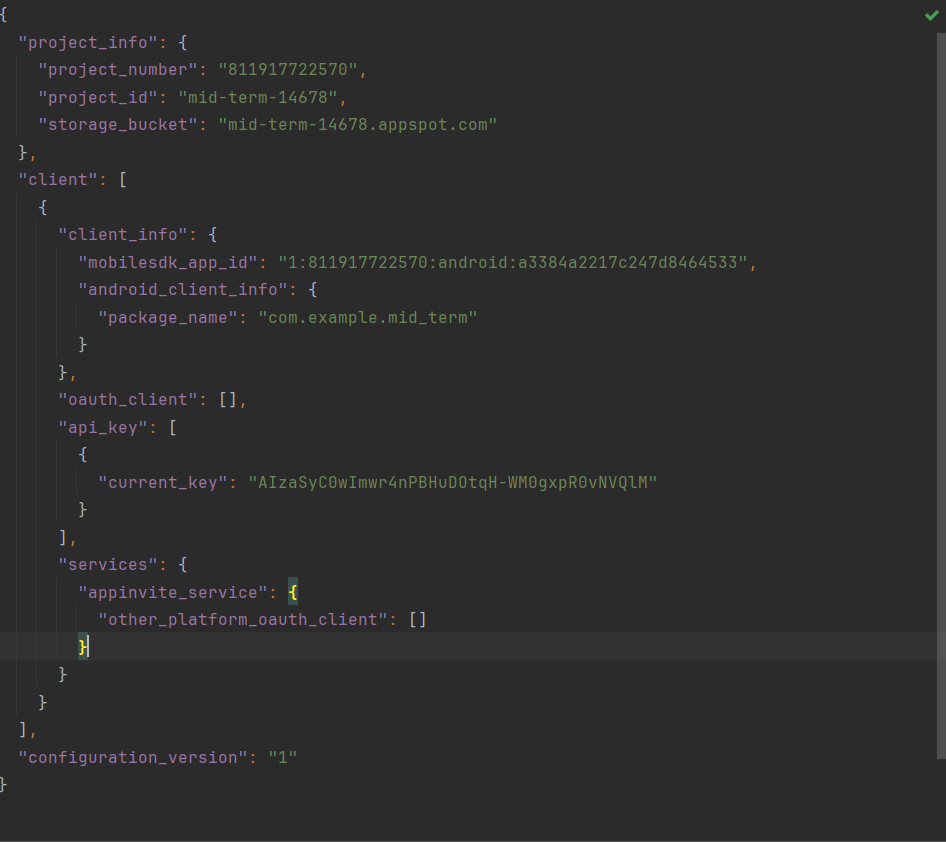 {
"project_info": {
"project_number": "811917722570",
"project_id": "mid-term-14678",
"storage_bucket": "mid-term-14678.appspot.com"
},
"client": [
{
"client_info": {
"mobilesdk_app_id": "1:811917722570:android:a3384a2217c247d8464533",
"android_client_info": {
"package_name": "com.example.mid_term"
}
},
"oauth_client": [],
"api_key": [
{
"current_key": "AIzaSyC0wImwr4nPBHuDOtqH-WM0gxpR0vNVQlM"
}
],
"services": {
"appinvite_service": {
"other_platform_oauth_client": []
}
}
}
],
"configuration_version": "1"
}